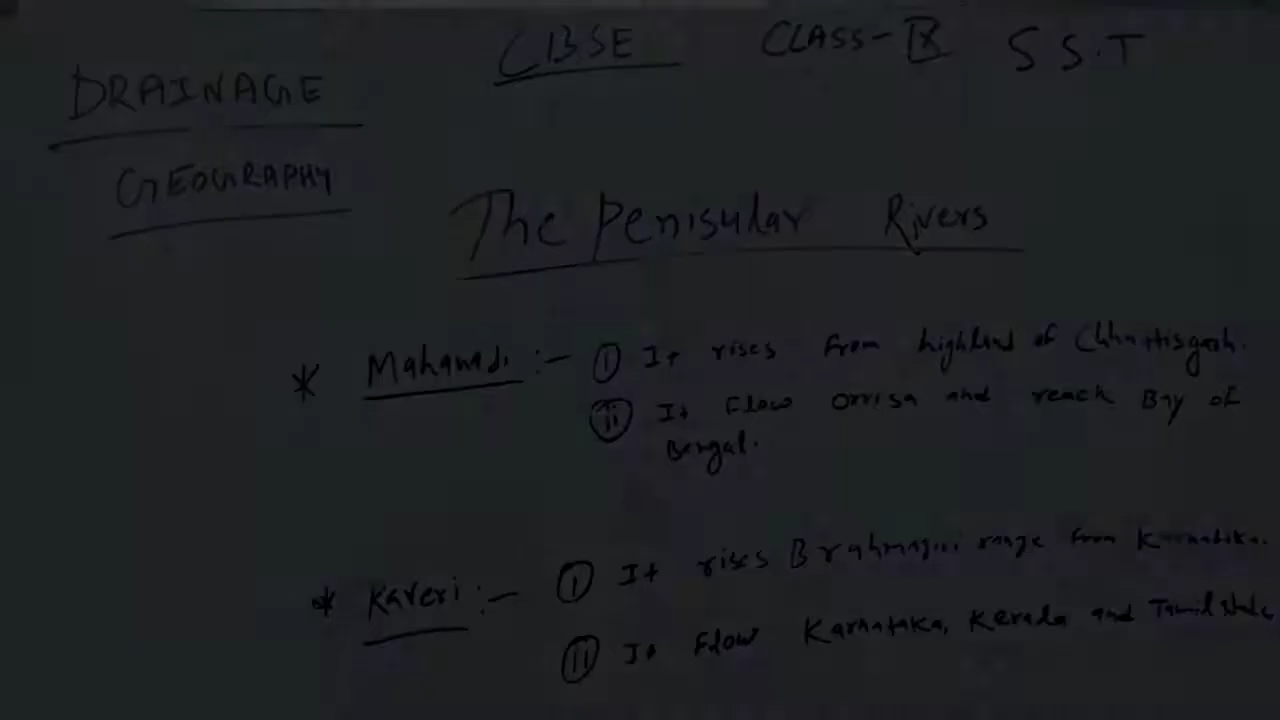 CBSE CLASS-IX S S.T
DRAINAGE
GEOGRAPHY
The Penisular Rivers
* Mahanadi :- (i) It rises from highland of Chhattisgarh.
(ii) It Flow orrisa and reach Bay of
Bengal.
* Kaveri :- (i) It rises Brahmagiri range from Karnataka.
(ii) It Flow Karnataka, Kerala and Tamil